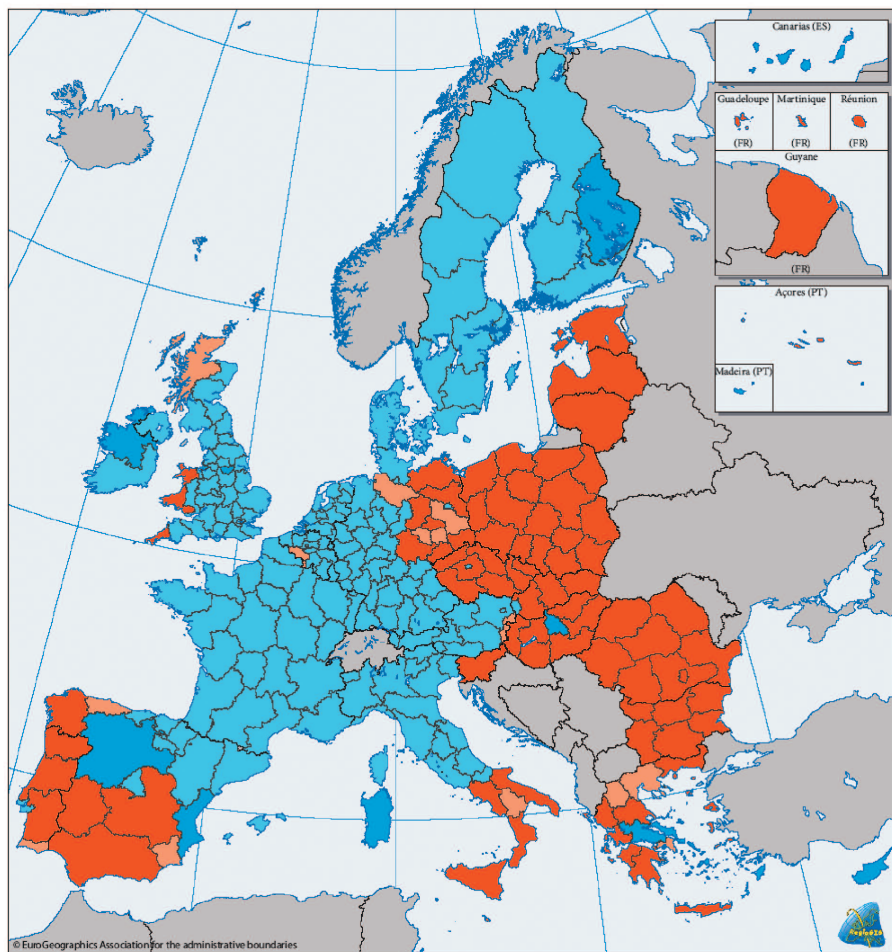 Canarias (ES)
Guadeloupe
Martinique
Réunion
(FR)
(FR)
(FR)
Guyane
(FR)
Açores (PT)
Madeira (PT)
© EuroGeographics Association for the administrative boundaries